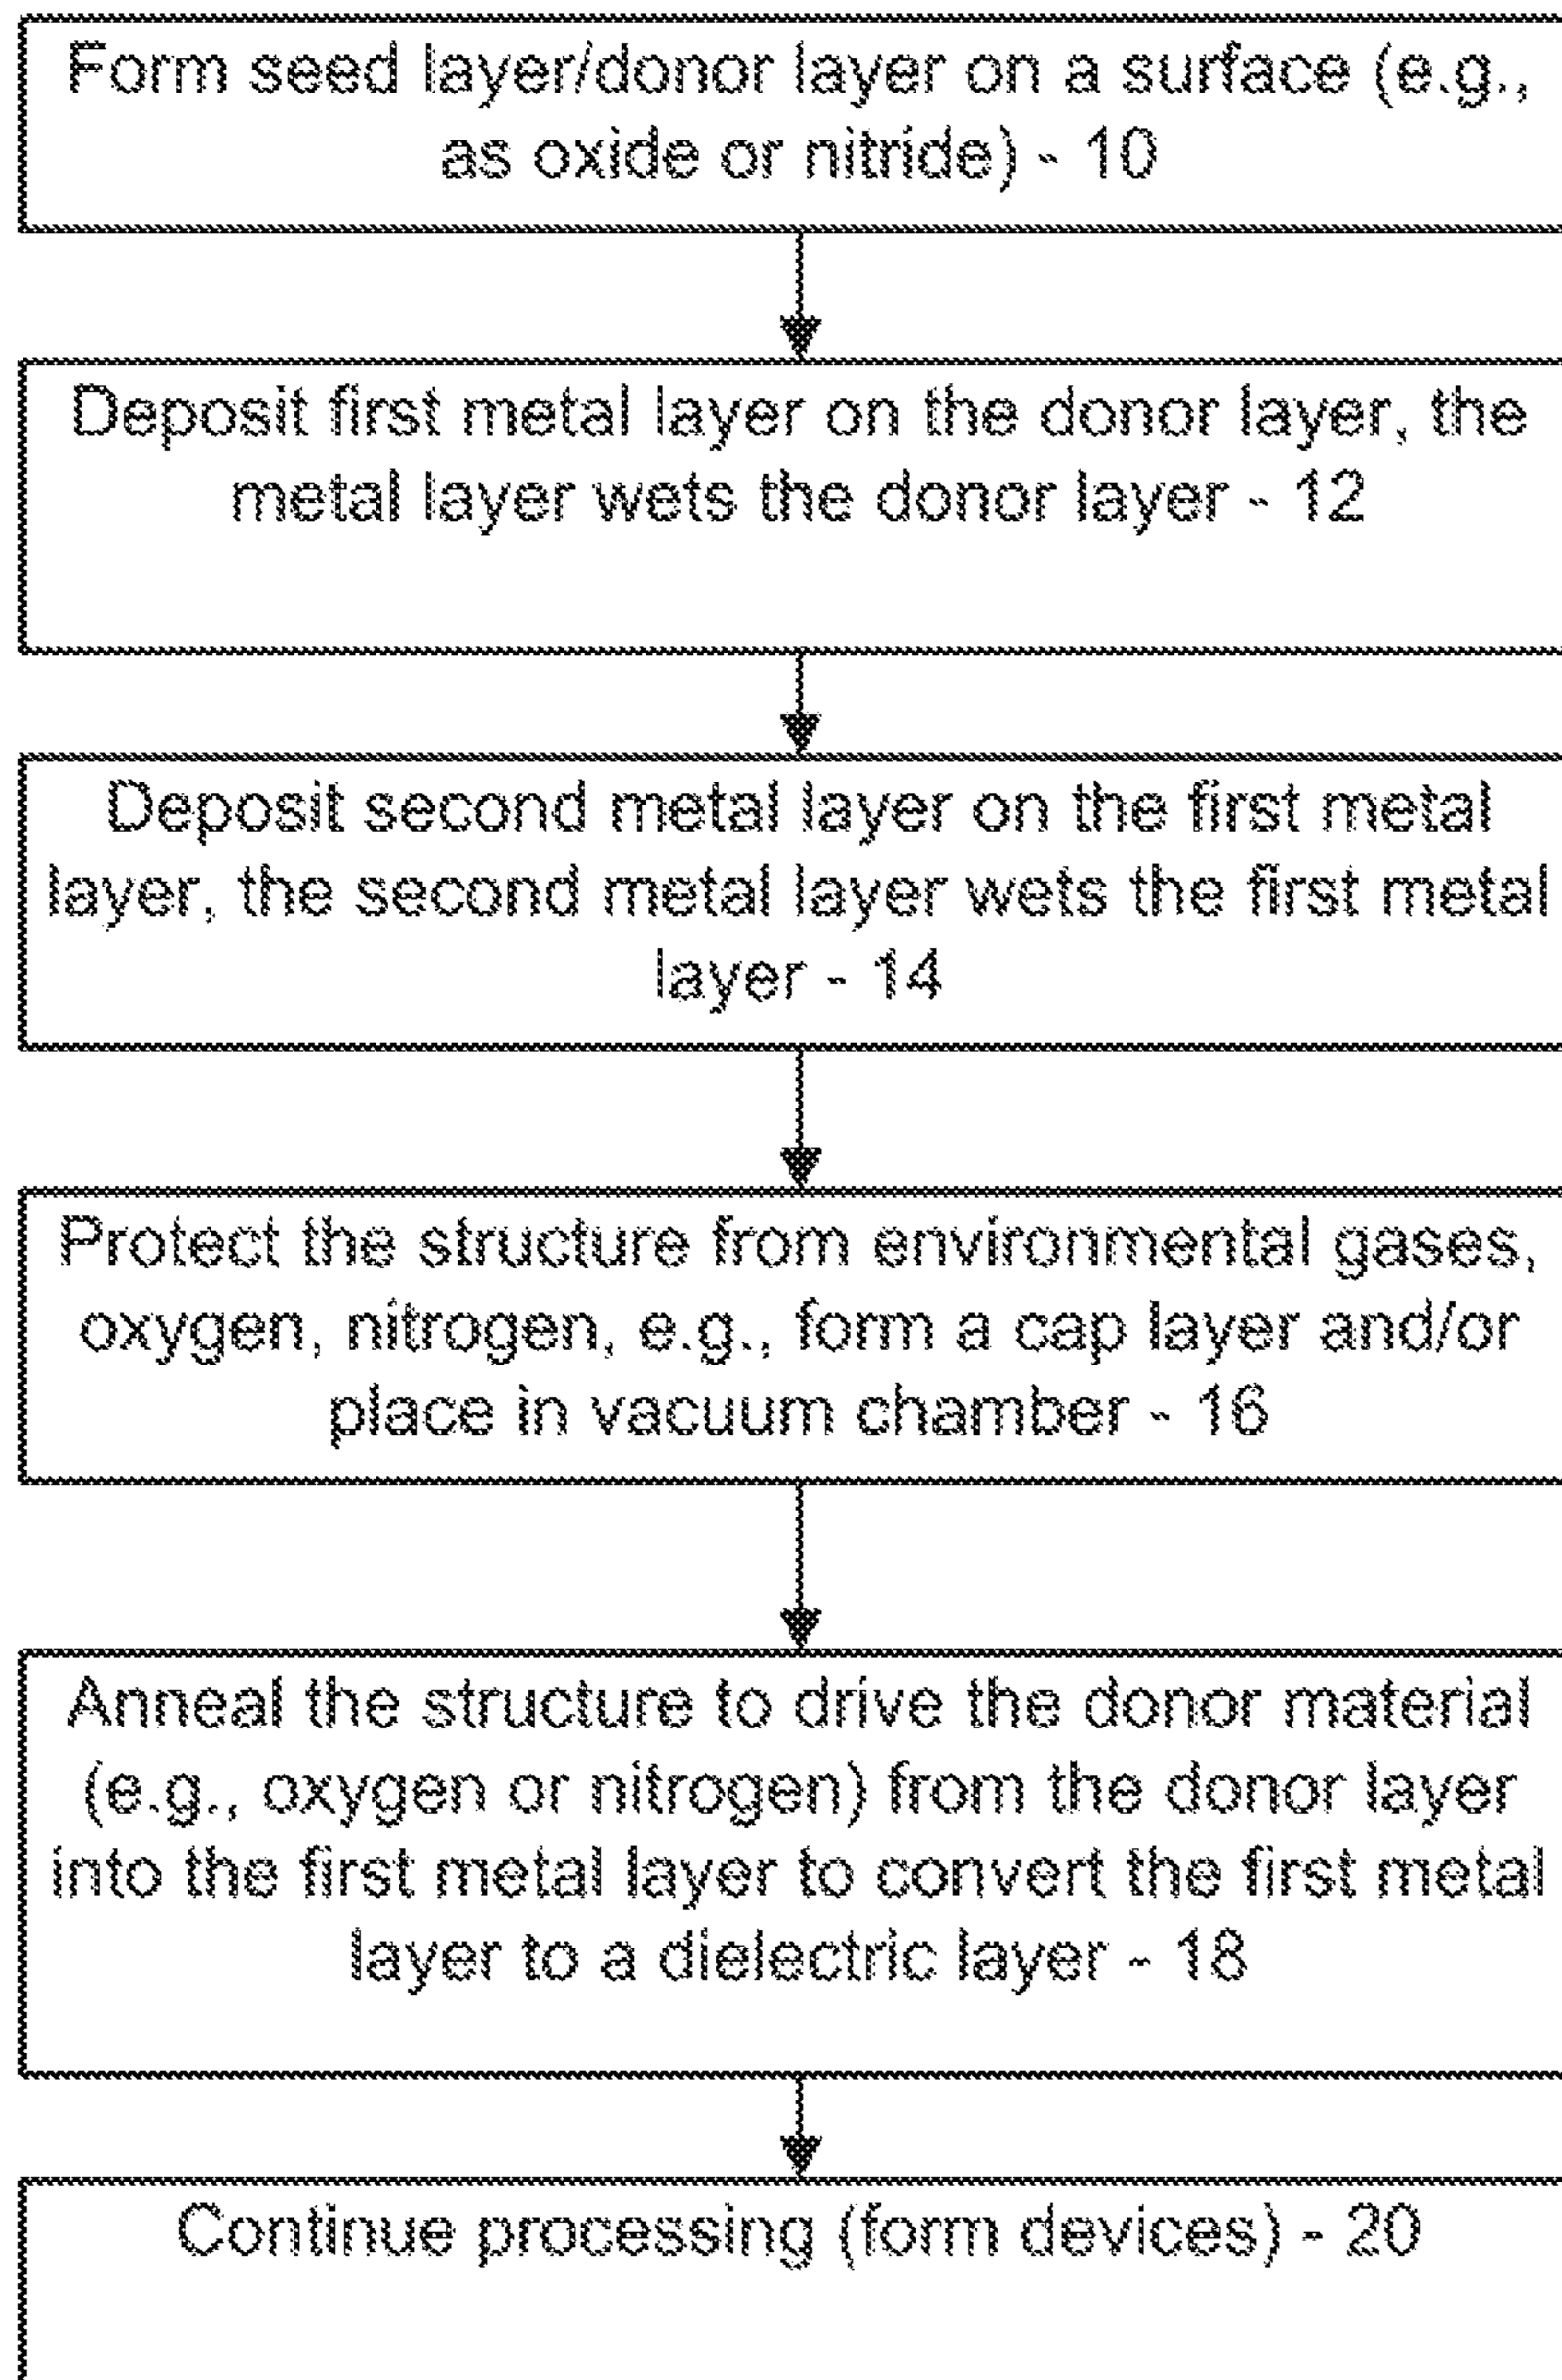 Form seed layer/donor layer on a surface (e.g.,
as oxide or nitride) - 10
Deposit first metal layer on the donor layer, the
metal layer wets the donor layer - 12
Deposit second metal layer on the first metal
layer, the second metal layer wets the first metal
layer - 14
Protect the structure from environmental gases,
oxygen, nitrogen, e.g., form a cap layer and/or
place in vacuum chamber - 16
Anneal the structure to drive the donor material
(e.g., oxygen or nitrogen) from the donor layer
into the first metal layer to convert the first metal
layer to a dielectric layer - 18
Continue processing (form devices) - 20